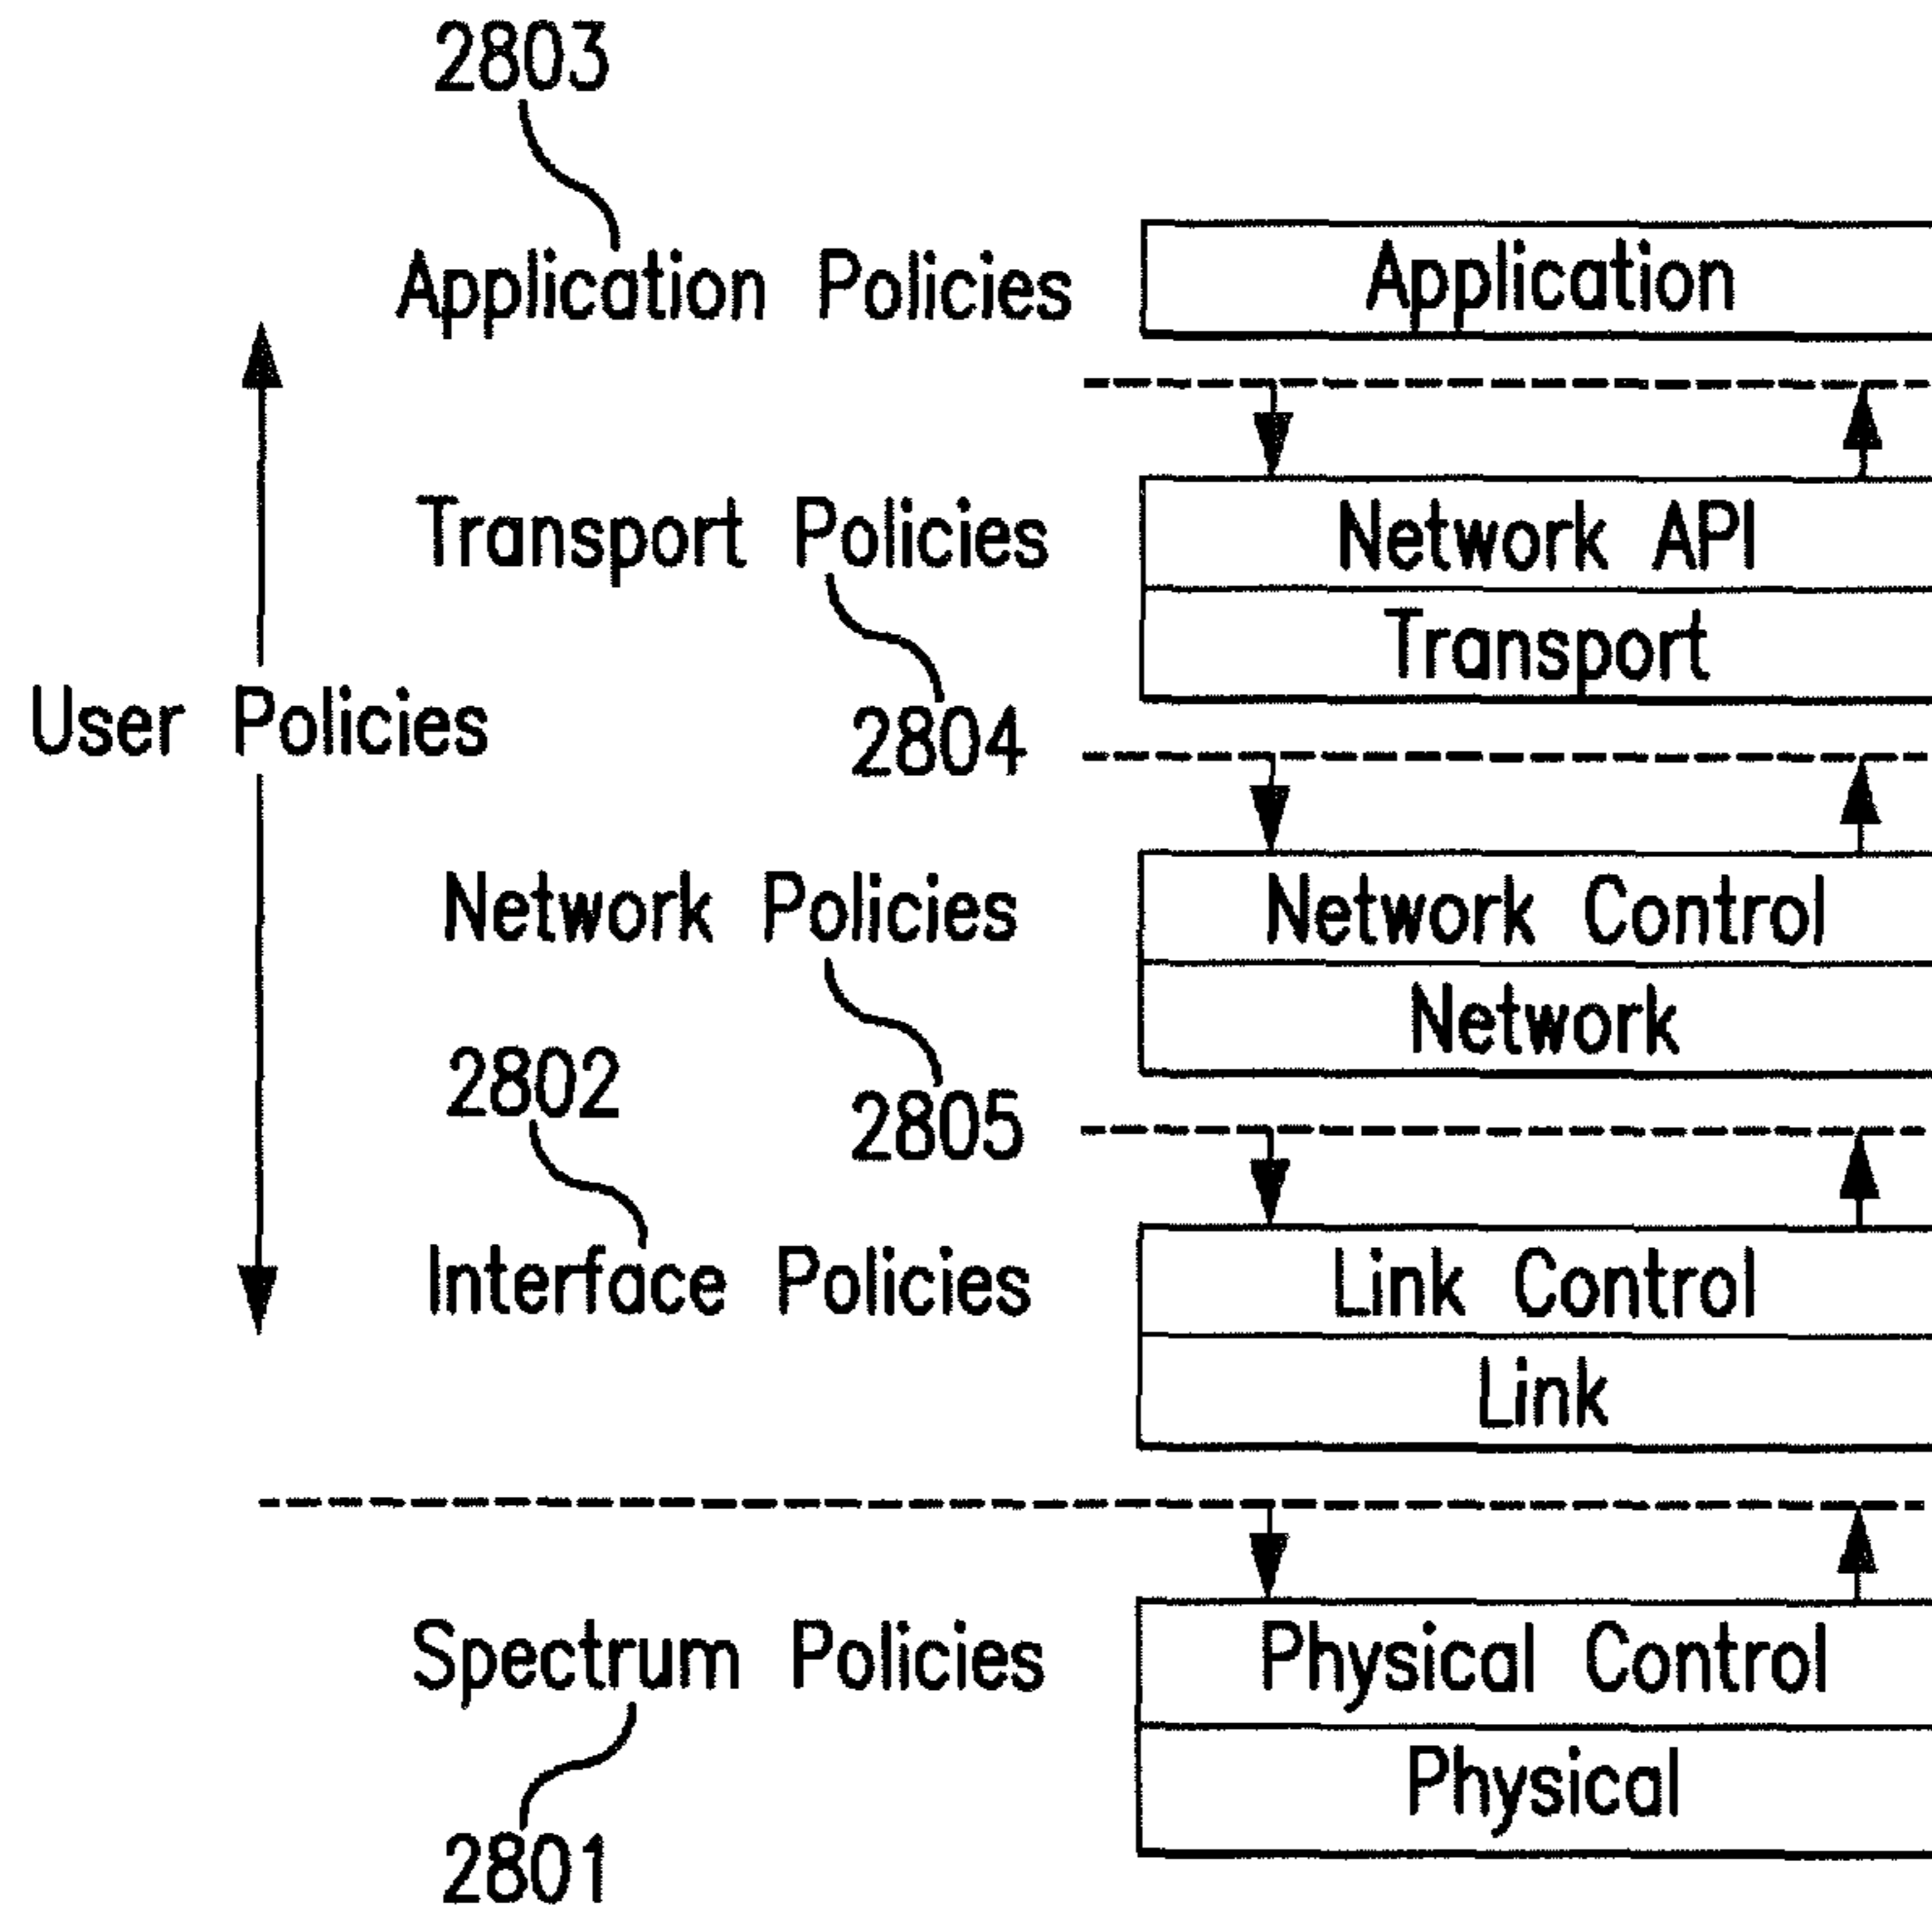 2803
Application Policies
Application
Transport Policies
Network API
Transport
User Policies
2804
Network Policies
Network Control
Network
2802
2805
Interface Policies
Link Control
Link
Spectrum Policies
Physical Control
Physical
2801